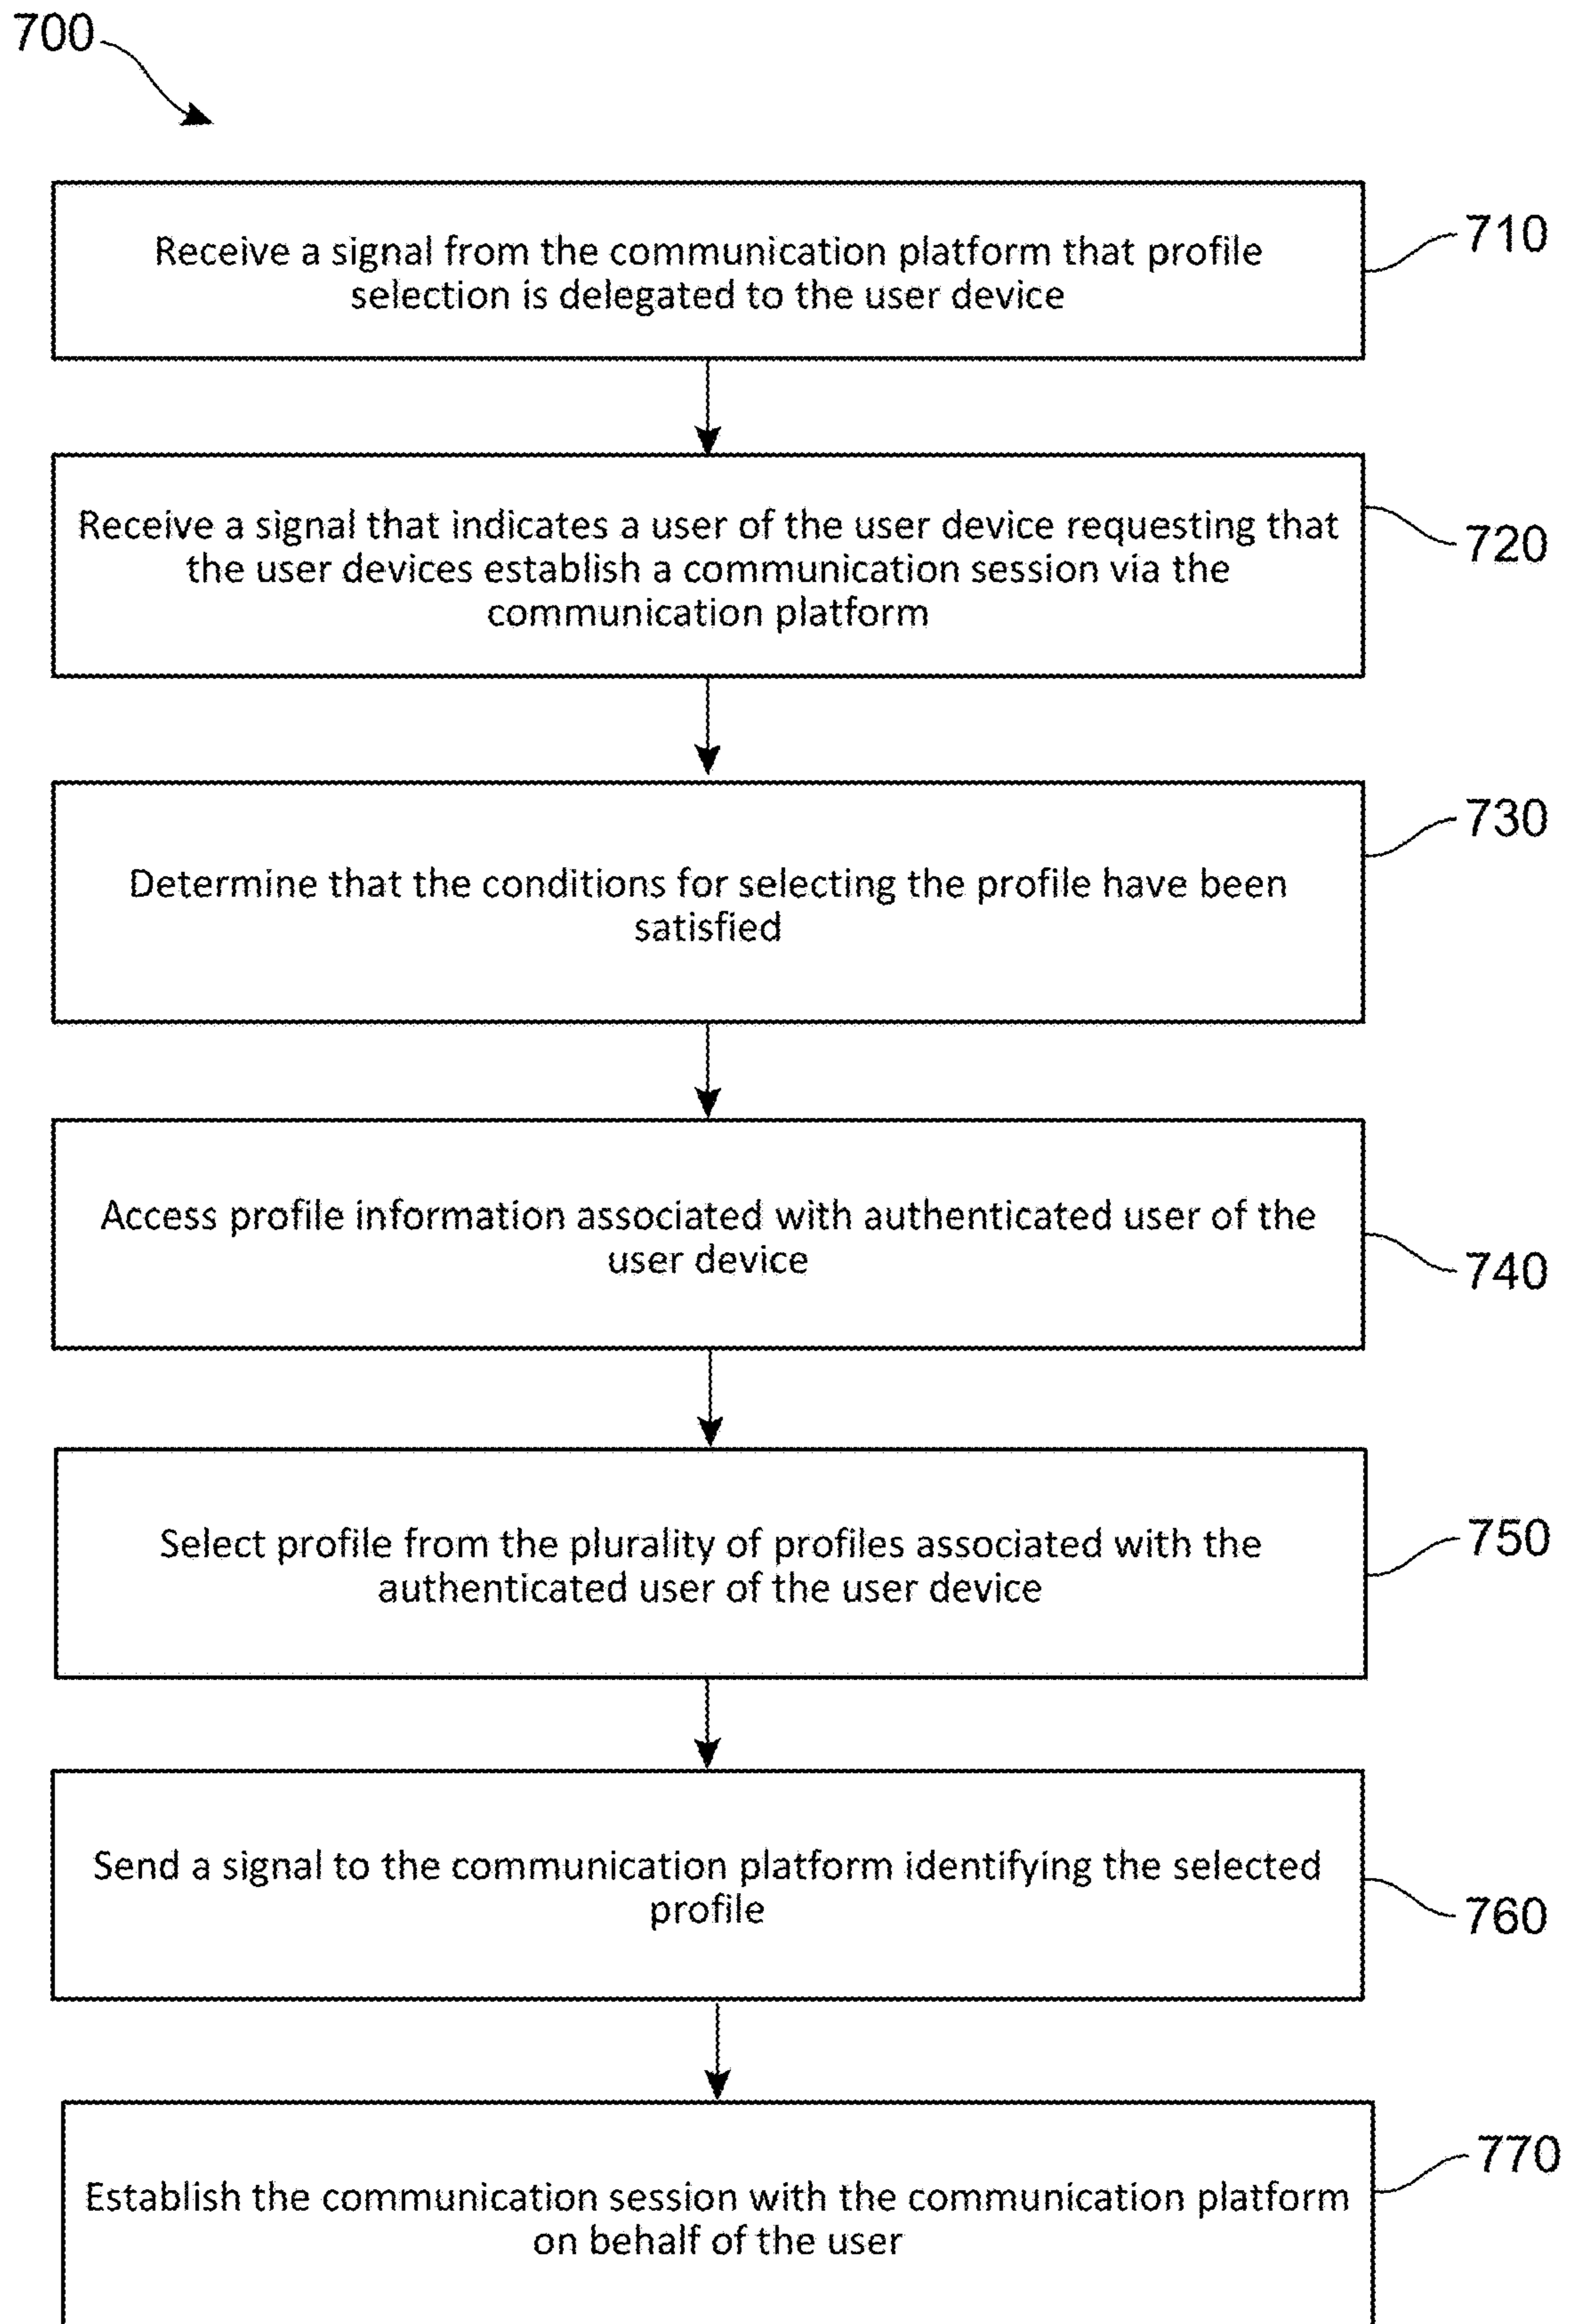 700
Receive a signal from the communication platform that profile
selection is delegated to the user device
710
Receive a signal that indicates a user of the user device requesting that
the user devices establish a communication session via the
communication platform
720
Determine that the conditions for selecting the profile have been
satisfied
730
Access profile information associated with authenticated user of the
user device
740
Select profile from the plurality of profiles associated with the
authenticated user of the user device
750
Send a signal to the communication platform identifying the selected
profile
760
Establish the communication session with the communication platform
on behalf of the user
770